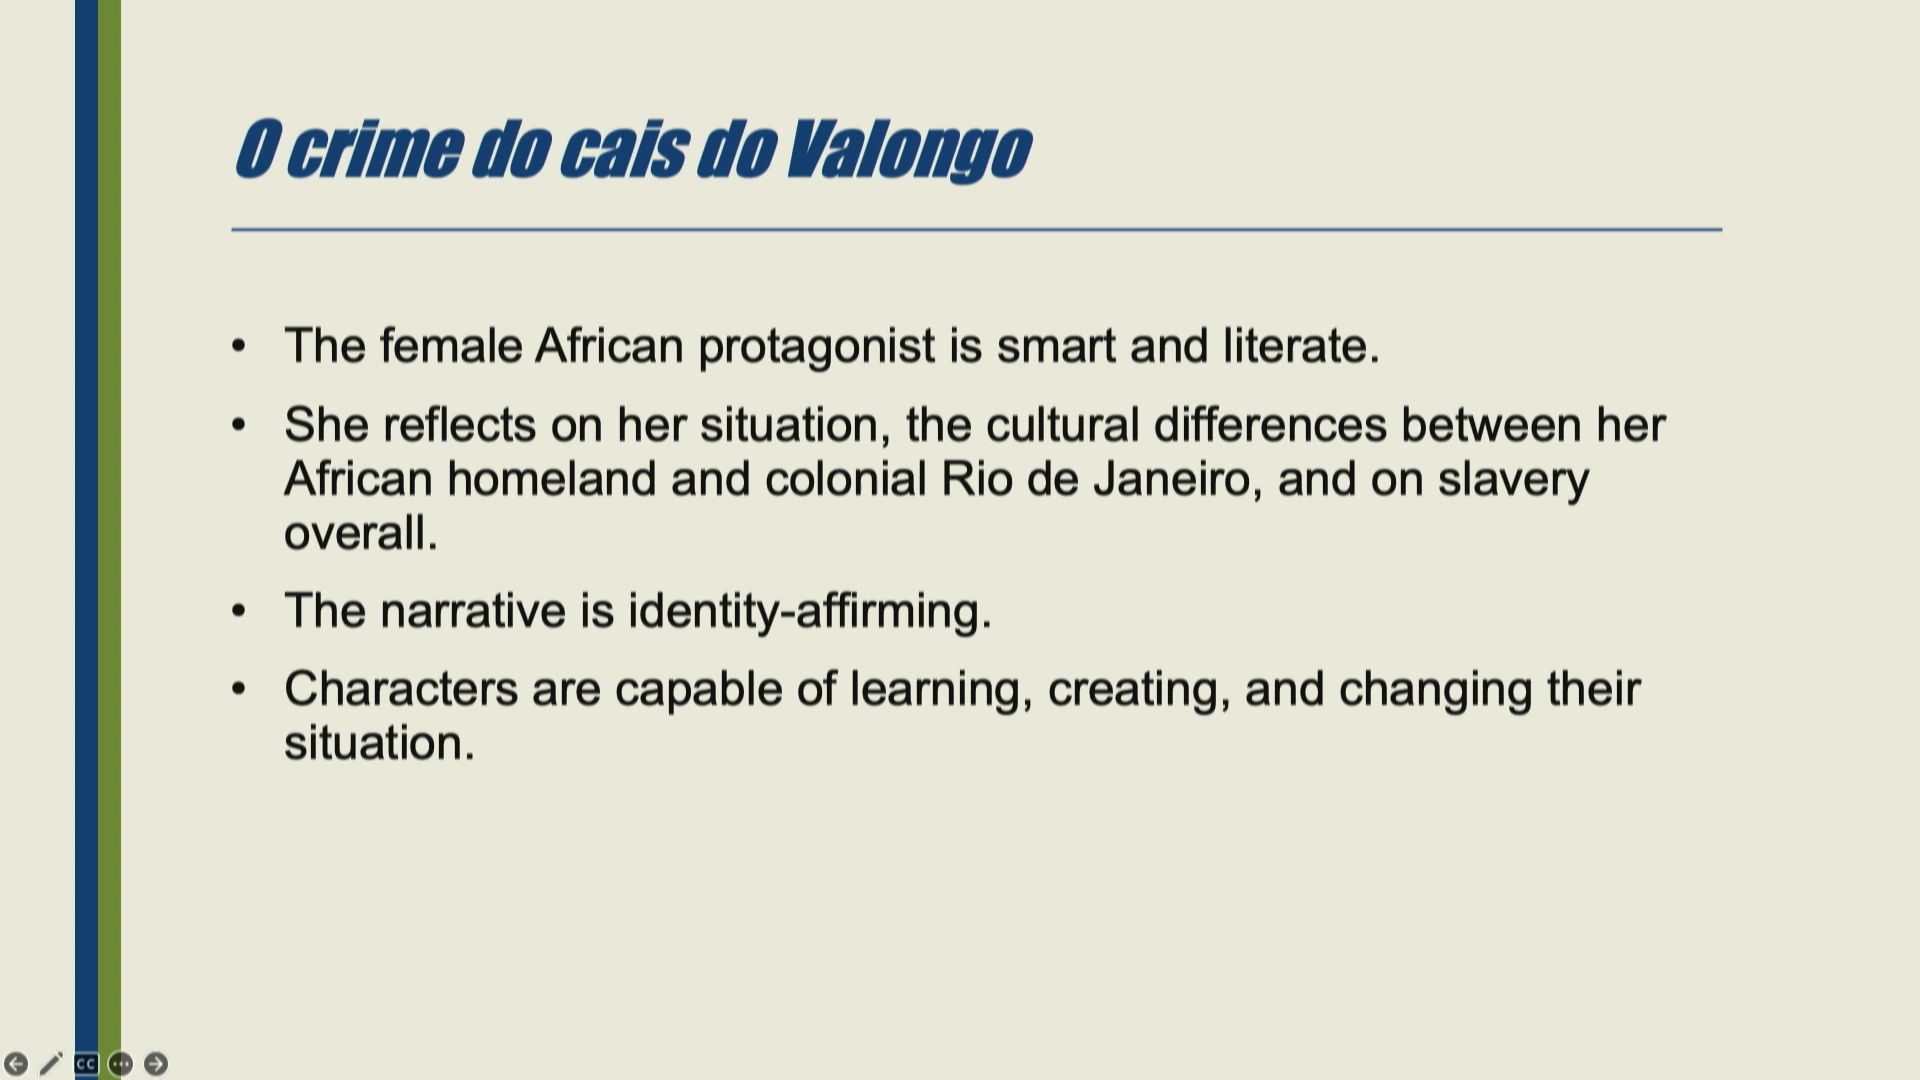 O crime do cais do Valongo
• The female African protagonist is smart and literate.
• She reflects on her situation, the cultural differences between her
African homeland and colonial Rio de Janeiro, and on slavery
overall.
• The narrative is identity-affirming.
• Characters are capable of learning, creating, and changing their
situation.
CC